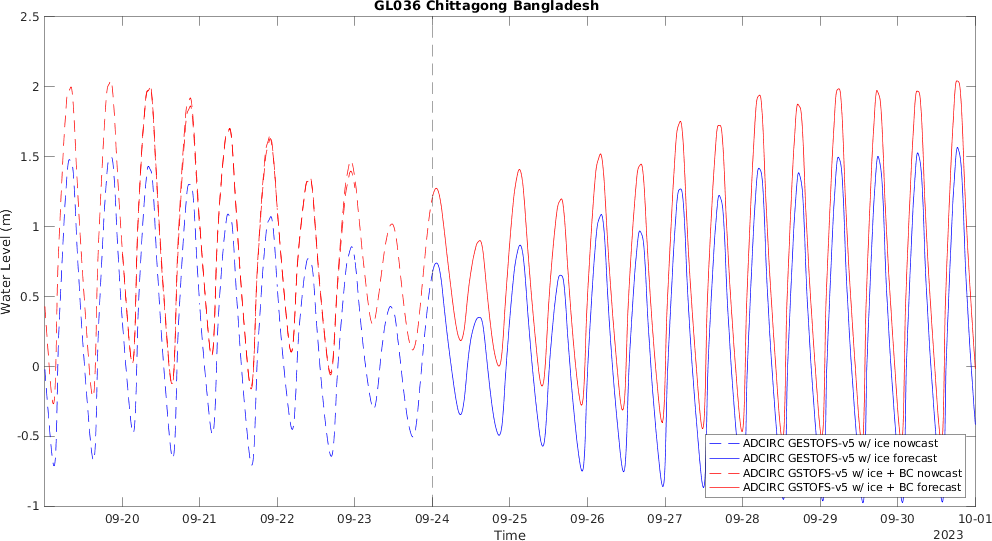 GL036 Chittagong Bangladesh
2.5
2
1.5
1
0.5
0
-0.5
-1
Water Level (m)
ADCIRC GESTOFS-v5 w/ ice nowcast
ADCIRC GESTOFS-v5 w/ ice forecast
ADCIRC GSTOFS-v5 w/ ice + BC nowcast
ADCIRC GSTOFS-v5 w/ ice + BC forecast
09-20 09-21 09-22 09-23 09-24 09-25 09-26 09-27 09-28 09-29 09-30 10-01
Time
2023